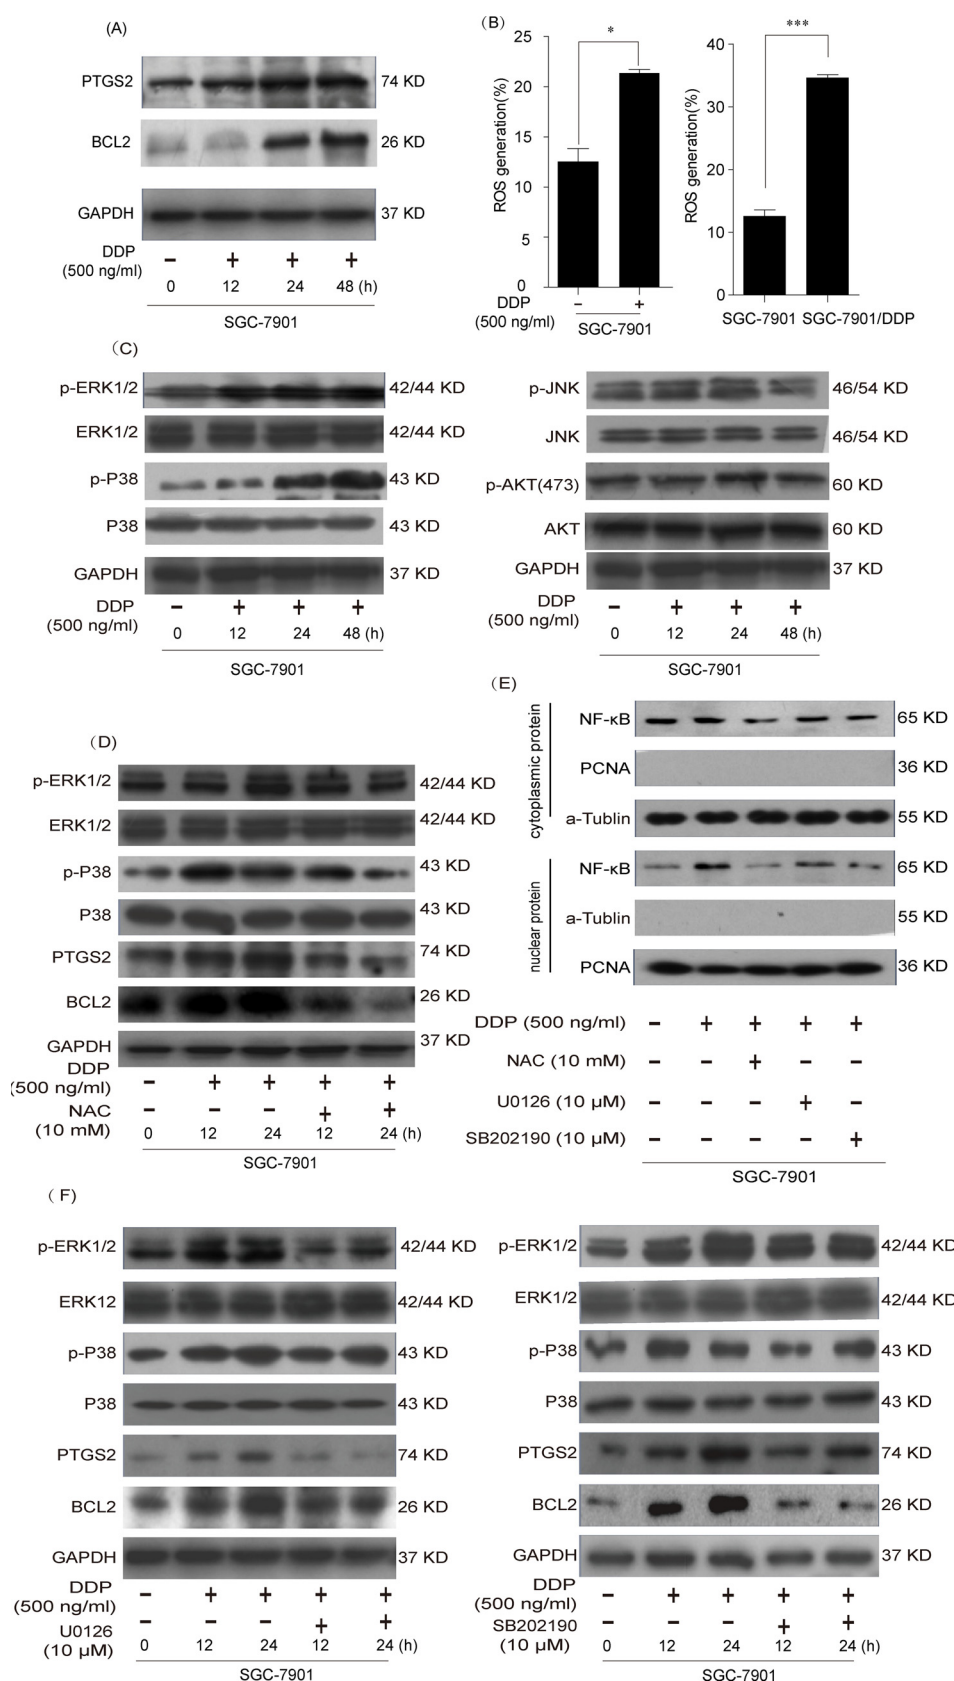 (A)
PTGS2 74 KD
BCL2 26 KD
GAPDH 37 KD
DDP
(500 ng/ml) − + + +
0 12 24 48 (h)
SGC-7901
(B)
ROS generation(%)
25
20
15
10
5
0
*
DDP − +
(500 ng/ml)
SGC-7901
ROS generation(%)
40
30
20
10
0
***
SGC-7901 SGC-7901/DDP
(C)
p-ERK1/2 42/44 KD
ERK1/2 42/44 KD
p-P38 43 KD
P38 43 KD
GAPDH 37 KD
DDP − + + +
(500 ng/ml)
0 12 24 48 (h)
SGC-7901
p-JNK 46/54 KD
JNK 46/54 KD
p-AKT(473) 60 KD
AKT 60 KD
GAPDH 37 KD
DDP − + + +
(500 ng/ml)
0 12 24 48 (h)
SGC-7901
(D)
p-ERK1/2 42/44 KD
ERK1/2 42/44 KD
p-P38 43 KD
P38 43 KD
PTGS2 74 KD
BCL2 26 KD
GAPDH 37 KD
DDP
(500 ng/ml) − + + + +
NAC − − − + +
(10 mM) 0 12 24 12 24 (h)
SGC-7901
(E)
cytoplasmic protein
NF-κB 65 KD
PCNA 36 KD
a-Tublin 55 KD
nuclear protein
NF-κB 65 KD
a-Tublin 55 KD
PCNA 36 KD
DDP (500 ng/ml) − + + + +
NAC (10 mM) − − + − −
U0126 (10 µM) − − − + −
SB202190 (10 µM) − − − − +
SGC-7901
(F)
p-ERK1/2 42/44 KD
ERK12 42/44 KD
p-P38 43 KD
P38 43 KD
PTGS2 74 KD
BCL2 26 KD
GAPDH 37 KD
DDP − + + + +
(500 ng/ml)
U0126 − − − + +
(10 µM) 0 12 24 12 24 (h)
SGC-7901
p-ERK1/2 42/44 KD
ERK1/2 42/44 KD
p-P38 43 KD
P38 43 KD
PTGS2 74 KD
BCL2 26 KD
GAPDH 37 KD
DDP − + + + +
(500 ng/ml)
SB202190 − − − + +
(10 µM) 0 12 24 12 24 (h)
SGC-7901